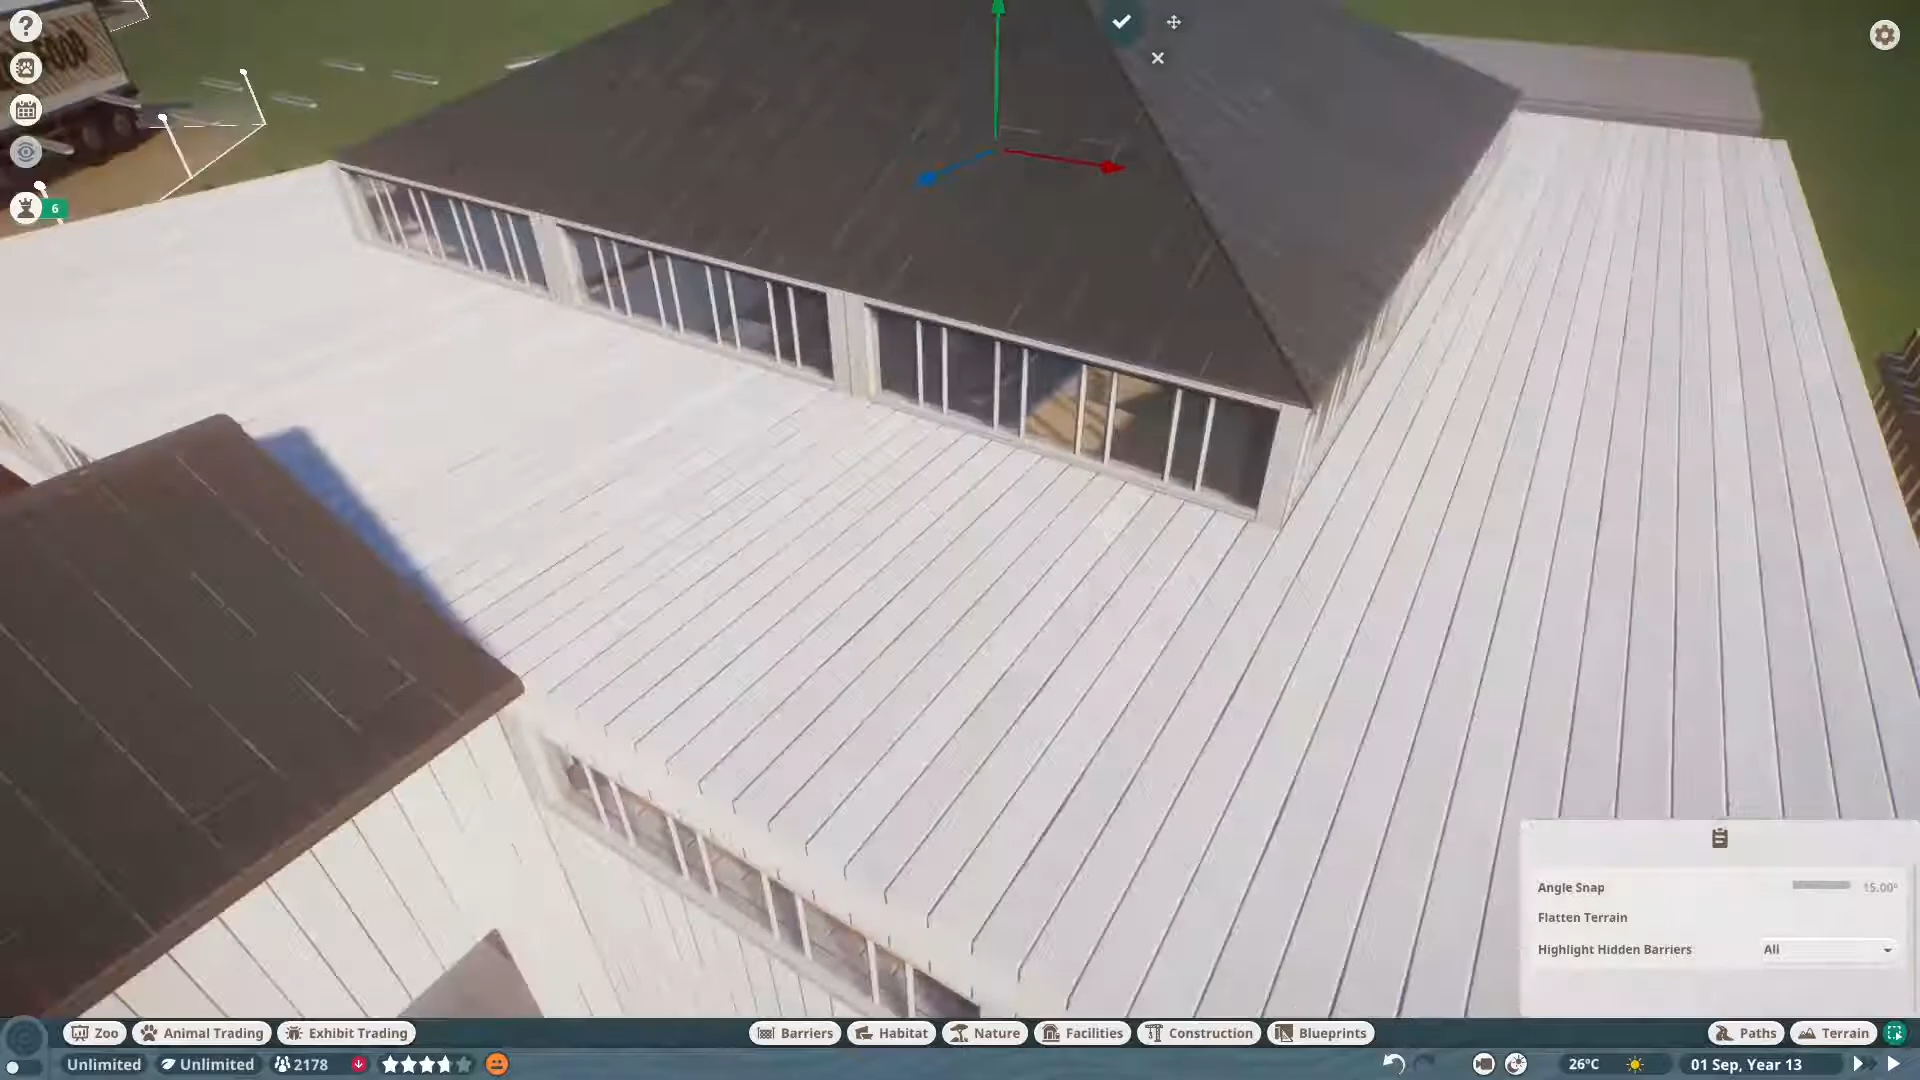 ?
6
Angle Snap 15.00°
Flatten Terrain
Highlight Hidden Barriers All
Zoo Animal Trading Exhibit Trading Barriers Habitat Nature Facilities Construction Blueprints Paths Terrain
Unlimited Unlimited 2178 26°C 01 Sep, Year 13